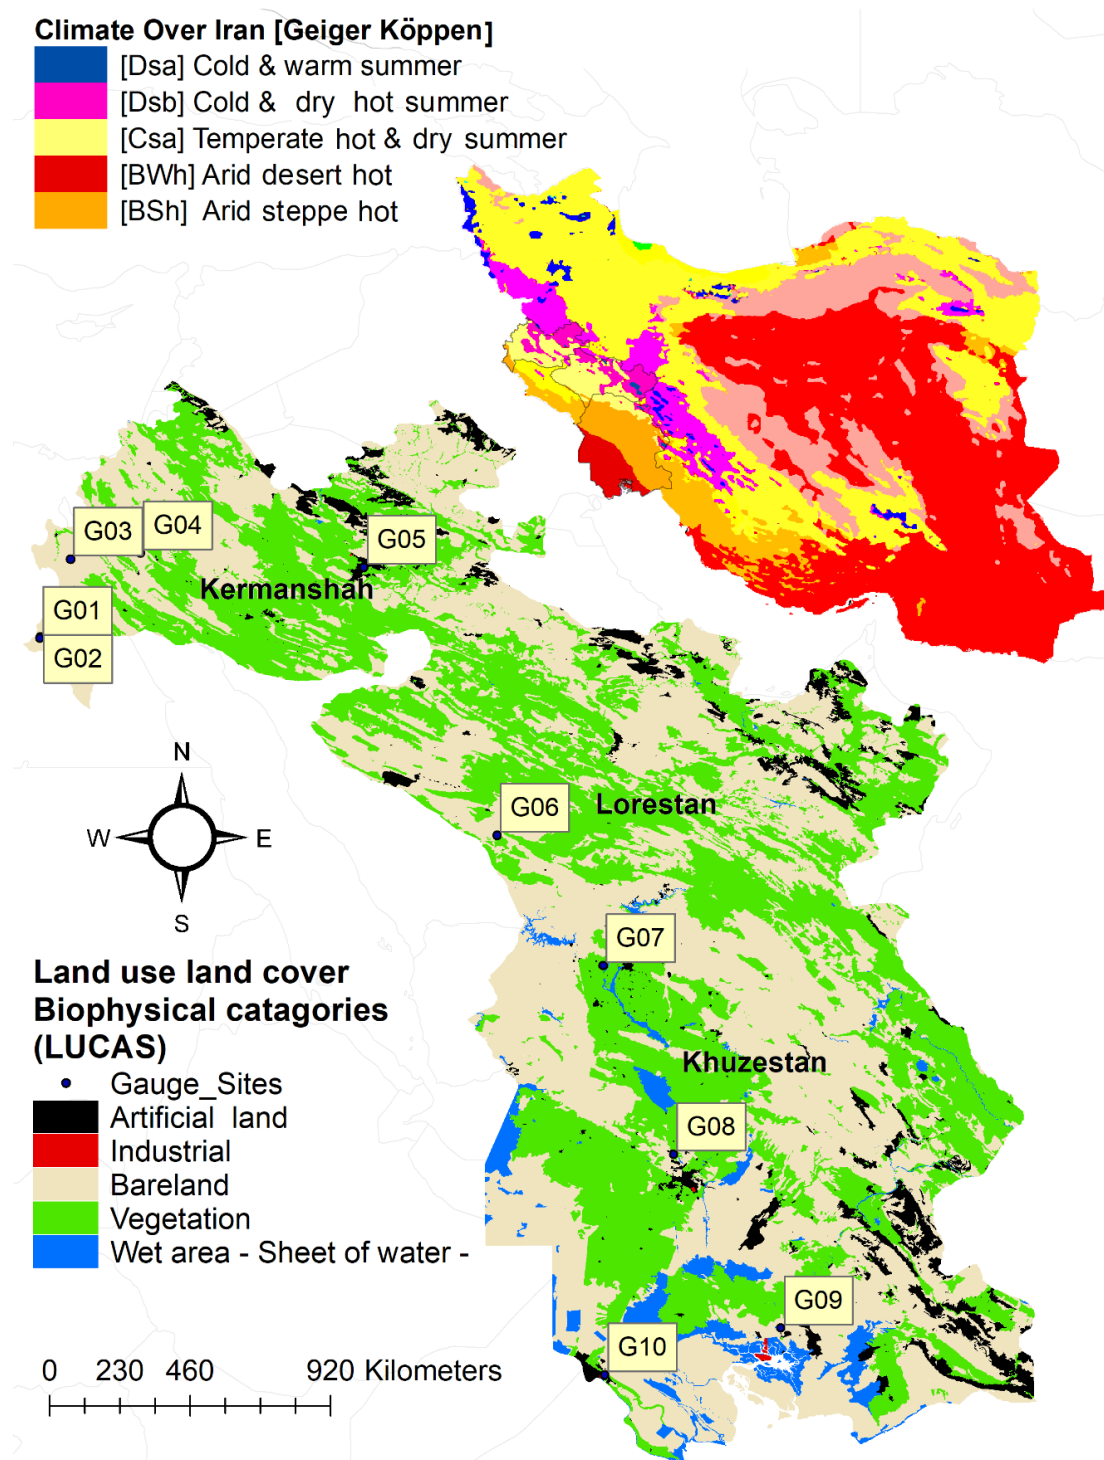 Climate Over Iran [Geiger Köppen]
[Dsa] Cold & warm summer
[Dsb] Cold & dry hot summer
[Csa] Temperate hot & dry summer
[BWh] Arid desert hot
[BSh] Arid steppe hot
G03
G04
G05
Kermanshah
G01
G02
N
W
E
S
G06
Lorestan
G07
Khuzestan
G08
G09
G10
Land use land cover
Biophysical catagories
(LUCAS)
Gauge_Sites
Artificial land
Industrial
Bareland
Vegetation
Wet area - Sheet of water -
0 230 460 920 Kilometers